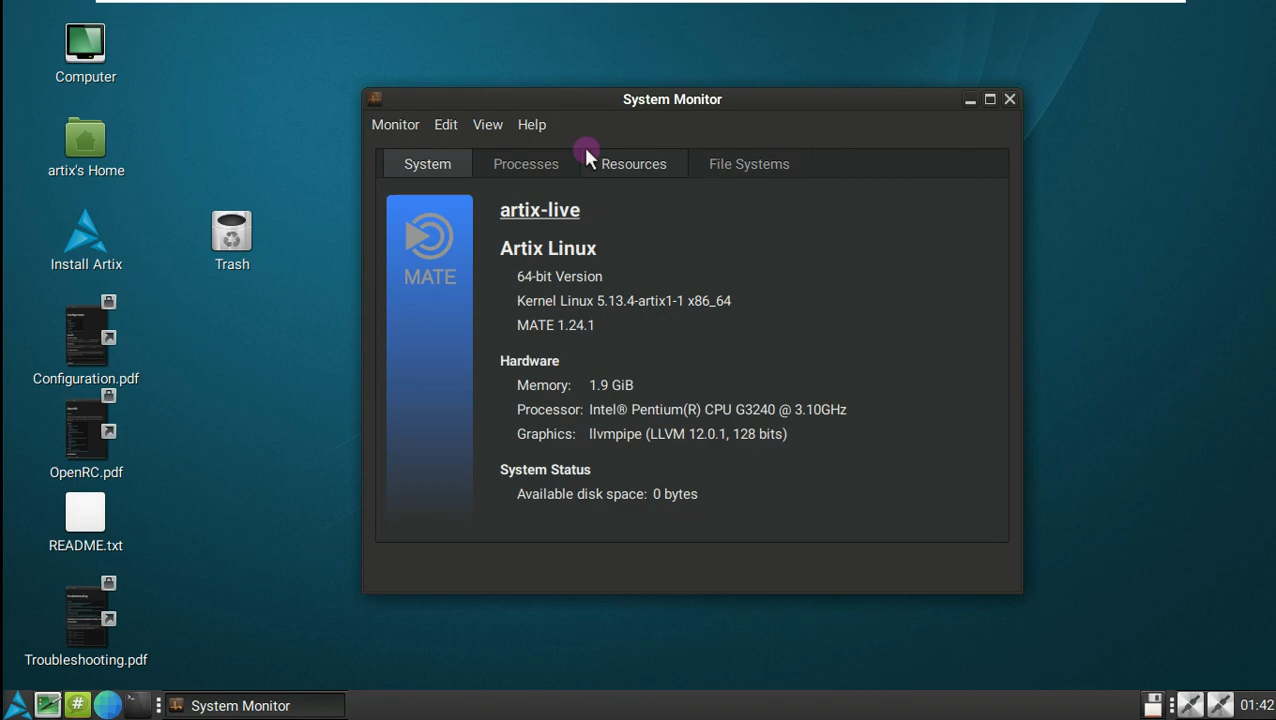 Computer
artix's Home
Install Artix
Trash
Configuration.pdf
OpenRC.pdf
README.txt
Troubleshooting.pdf
System Monitor
Monitor Edit View Help
System Processes Resources File Systems
MATE
artix-live
Artix Linux
64-bit Version
Kernel Linux 5.13.4-artix1-1 x86_64
MATE 1.24.1
Hardware
Memory: 1.9 GiB
Processor: Intel® Pentium(R) CPU G3240 @ 3.10GHz
Graphics: llvmpipe (LLVM 12.0.1, 128 bits)
System Status
Available disk space: 0 bytes
System Monitor
01:42